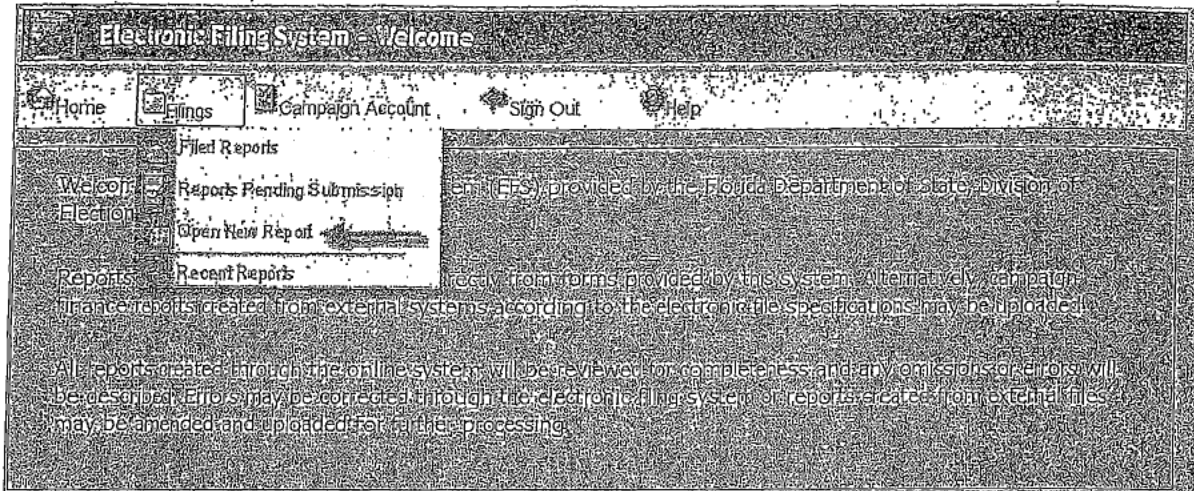 Electronic Filing System - Welcome
Home Filings Campaign Account Sign Out Help
Filed Reports
Reports Pending Submission
Open New Report
Recent Reports
Welcom em (EFS) provided by the Florida Department of State, Division of
Election
Reports rectly from forms provided by this system. Alternatively, campaign
finance reports created from external systems according to the electronic file specifications may be uploaded.
All reports created through the online system will be reviewed for completeness and any omissions or errors will
be described. Errors may be corrected through the electronic filing system or reports created from external files
may be amended and uploaded for further processing.